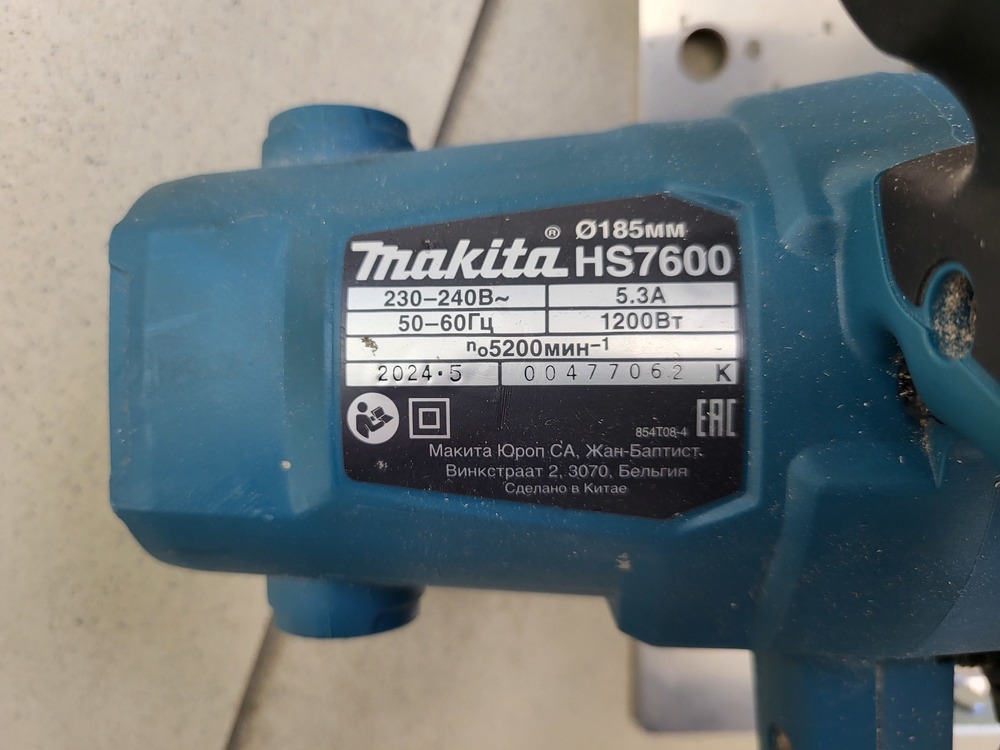 ® Ø185мм
makita HS7600
230–240В~ 5.3А
50–60Гц 1200Вт
n₀5200мин⁻¹
2024・5 00477062 K
854T08-4 EAC
Макита Юроп СА, Жан-Баптист
Винкстраат 2, 3070, Бельгия
Сделано в Китае